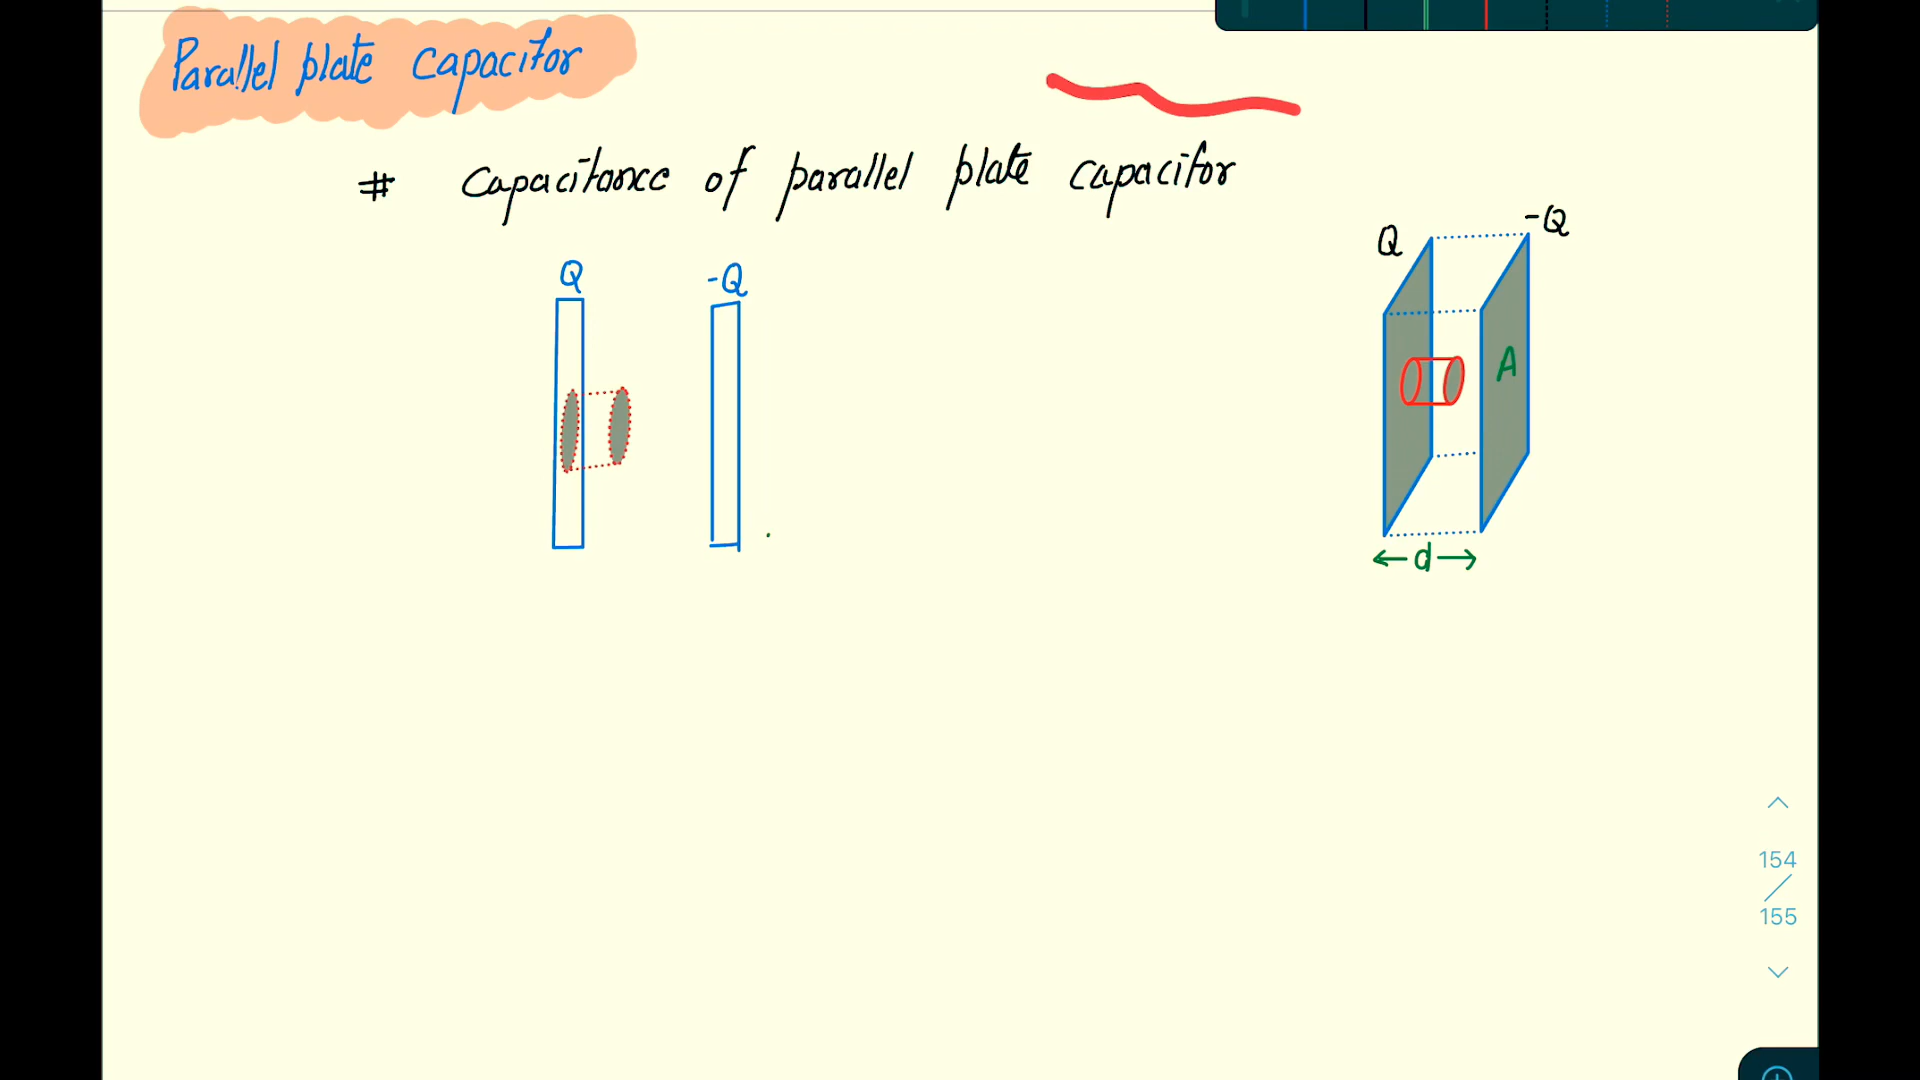 Parallel plate capacitor
# Capacitance of parallel plate capacitor
Q -Q
Q -Q
A
d
154
155